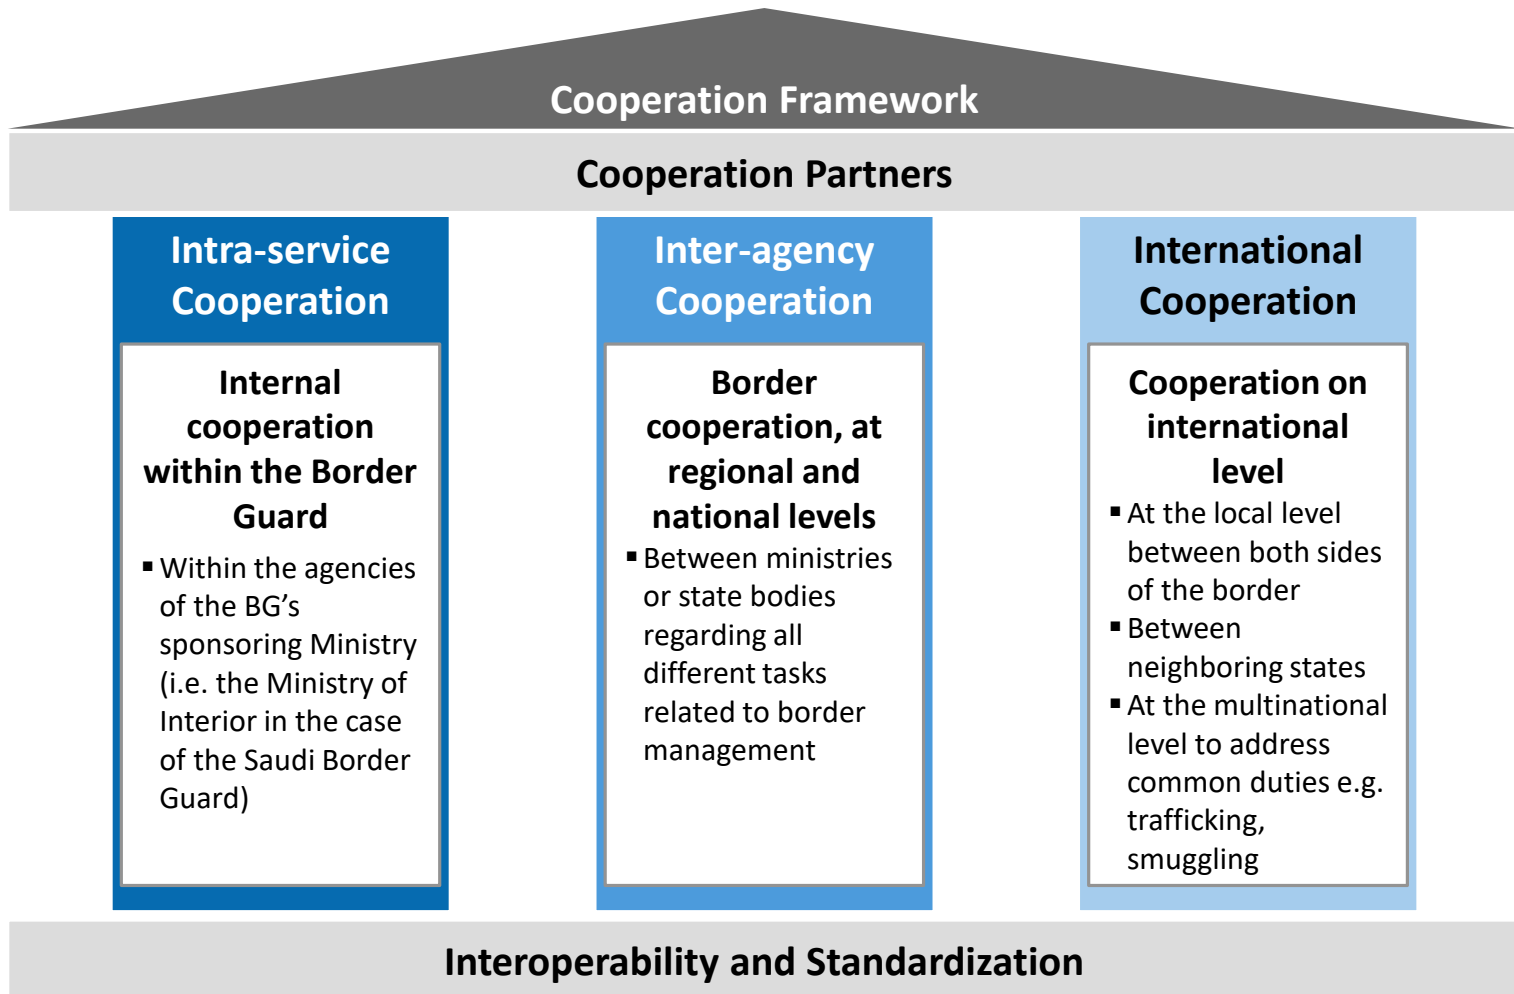 Cooperation Framework
Cooperation Partners
Intra-service
Cooperation
Internal
cooperation
within the Border
Guard
▪ Within the agencies
of the BG’s
sponsoring Ministry
(i.e. the Ministry of
Interior in the case
of the Saudi Border
Guard)
Inter-agency
Cooperation
Border
cooperation, at
regional and
national levels
▪ Between ministries
or state bodies
regarding all
different tasks
related to border
management
International
Cooperation
Cooperation on
international
level
▪ At the local level
between both sides
of the border
▪ Between
neighboring states
▪ At the multinational
level to address
common duties e.g.
trafficking,
smuggling
Interoperability and Standardization